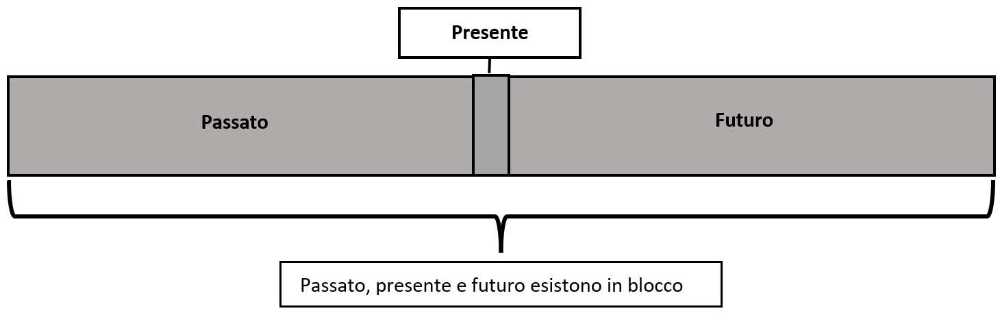 Presente
Passato
Futuro
Passato, presente e futuro esistono in blocco